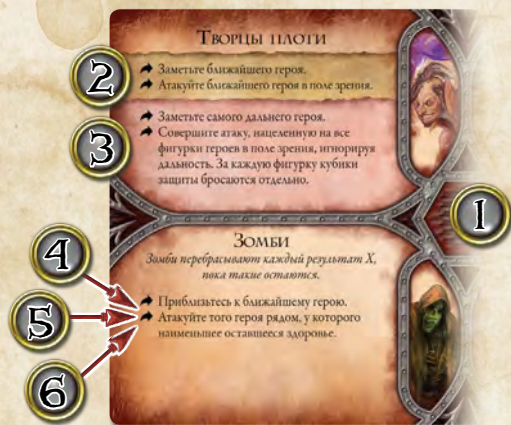 Творцы плоти
2
Заметьте ближайшего героя.
Атакуйте ближайшего героя в поле зрения.
3
Заметьте самого дальнего героя.
Совершите атаку, нацеленную на все
фигурки героев в поле зрения, игнорируя
дальность. За каждую фигурку кубики
защиты бросаются отдельно.
1
Зомби
Зомби перебрасывают каждый результат X,
пока такие остаются.
4
Приблизьтесь к ближайшему герою.
5
Атакуйте того героя рядом, у которого
наименьшее оставшееся здоровье.
6